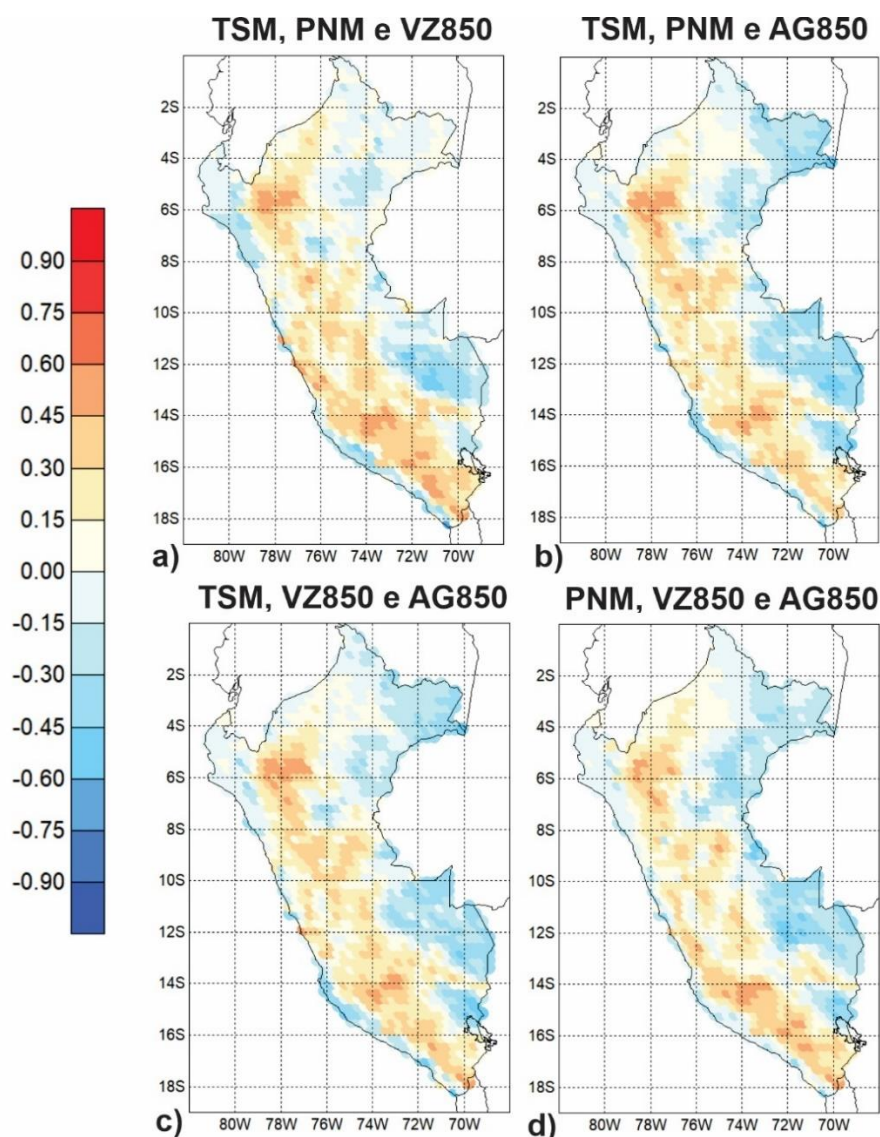 TSM, PNM e VZ850
TSM, PNM e AG850
2S
4S
6S
8S
10S
12S
14S
16S
18S
a)
80W 78W 76W 74W 72W 70W
2S
4S
6S
8S
10S
12S
14S
16S
18S
b)
80W 78W 76W 74W 72W 70W
0.90
0.75
0.60
0.45
0.30
0.15
0.00
-0.15
-0.30
-0.45
-0.60
-0.75
-0.90
TSM, VZ850 e AG850
PNM, VZ850 e AG850
2S
4S
6S
8S
10S
12S
14S
16S
18S
c)
80W 78W 76W 74W 72W 70W
2S
4S
6S
8S
10S
12S
14S
16S
18S
d)
80W 78W 76W 74W 72W 70W